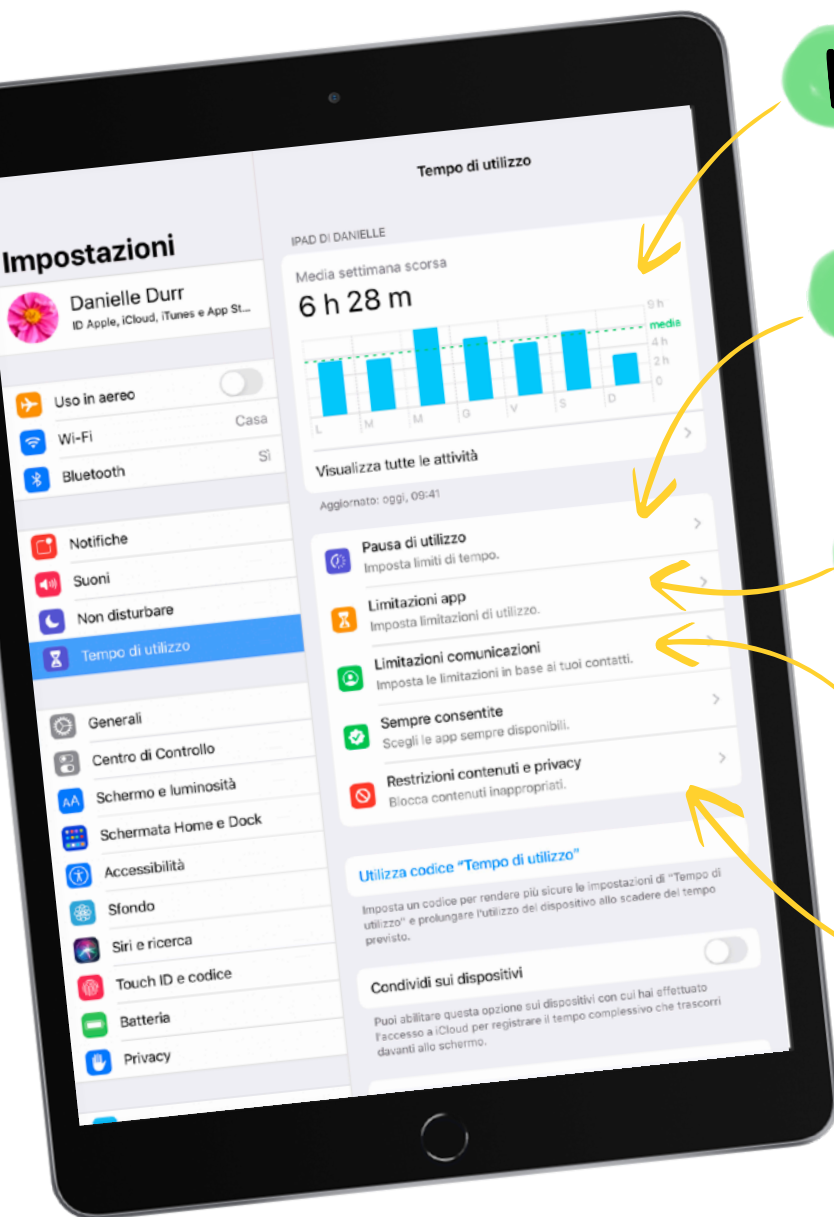 Tempo di utilizzo
Impostazioni
Danielle Durr
ID Apple, iCloud, iTunes e App St...
Uso in aereo
Wi-Fi
Casa
Bluetooth
Sì
Notifiche
Suoni
Non disturbare
Tempo di utilizzo
Generali
Centro di Controllo
AA
Schermo e luminosità
Schermata Home e Dock
Accessibilità
Sfondo
Siri e ricerca
Touch ID e codice
Batteria
Privacy
IPAD DI DANIELLE
Media settimana scorsa
6 h 28 m
9 h
media
4 h
2 h
0
L M M G V S D
Visualizza tutte le attività
Aggiornato: oggi, 09:41
Pausa di utilizzo
Imposta limiti di tempo.
Limitazioni app
Imposta limitazioni di utilizzo.
Limitazioni comunicazioni
Imposta le limitazioni in base ai tuoi contatti.
Sempre consentite
Scegli le app sempre disponibili.
Restrizioni contenuti e privacy
Blocca contenuti inappropriati.
Utilizza codice “Tempo di utilizzo”
Imposta un codice per rendere più sicure le impostazioni di “Tempo di
utilizzo” e prolungare l'utilizzo del dispositivo allo scadere del tempo
previsto.
Condividi sui dispositivi
Puoi abilitare questa opzione sui dispositivi con cui hai effettuato
l'accesso a iCloud per registrare il tempo complessivo che trascorri
davanti allo schermo.